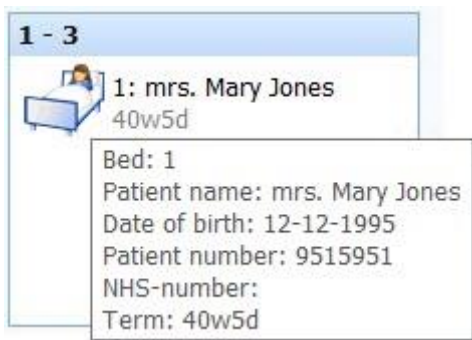 1 - 3
1: mrs. Mary Jones
40w5d
Bed: 1
Patient name: mrs. Mary Jones
Date of birth: 12-12-1995
Patient number: 9515951
NHS-number:
Term: 40w5d